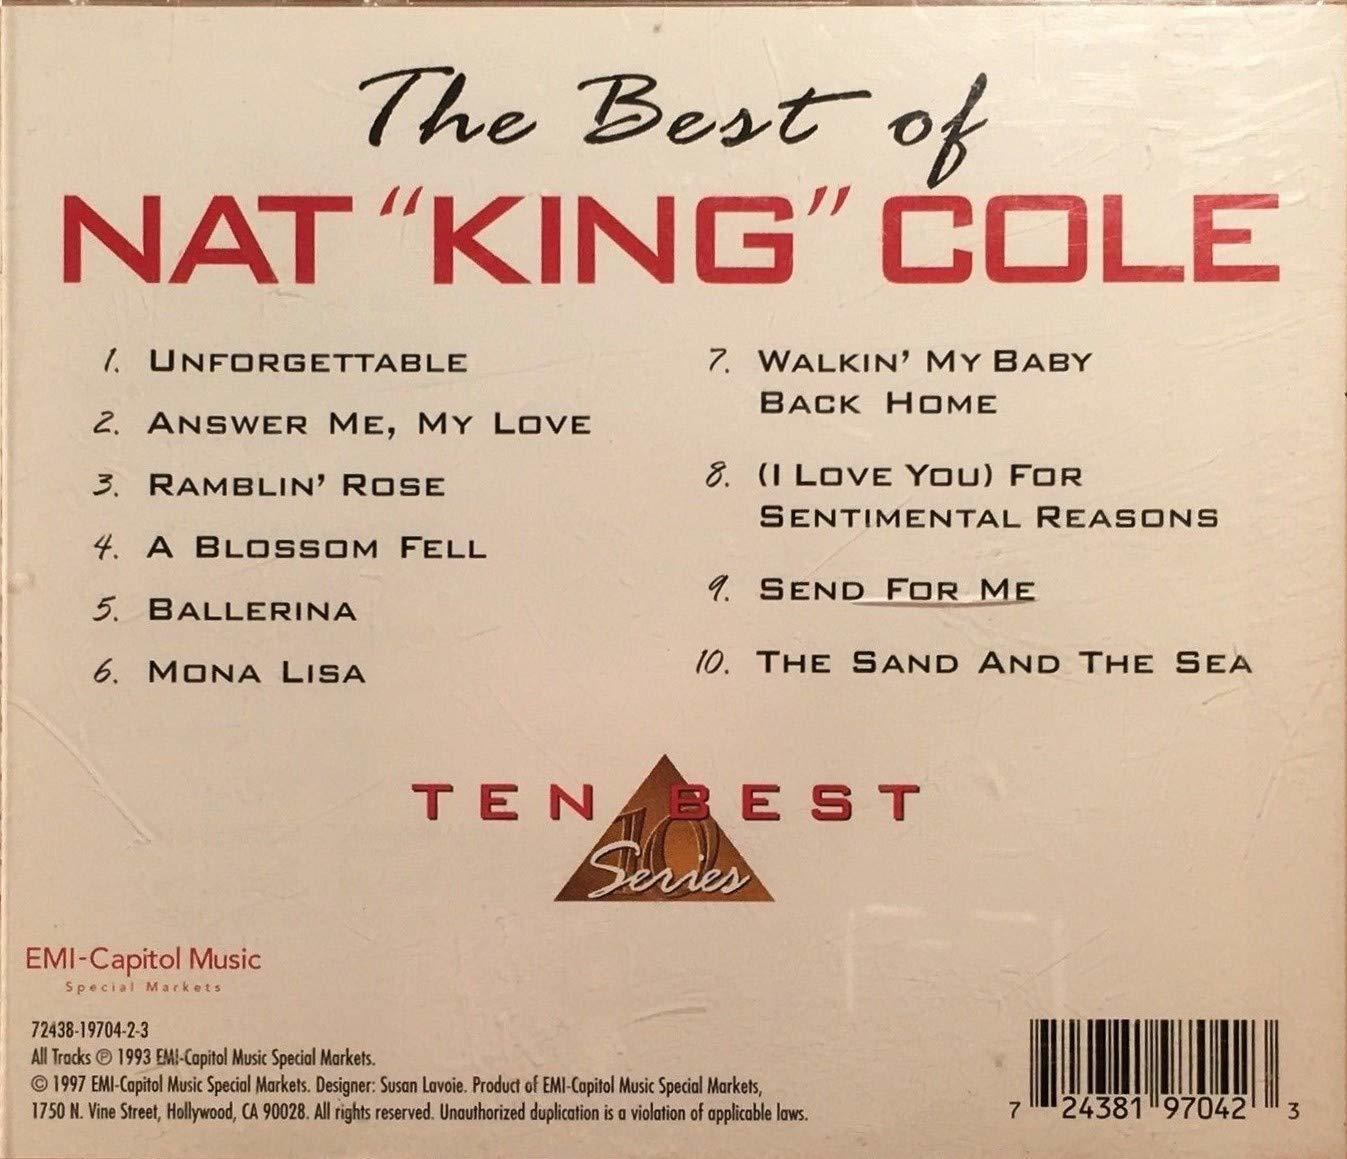 The Best of
NAT "KING" COLE
1. UNFORGETTABLE
2. ANSWER ME, MY LOVE
3. RAMBLIN' ROSE
4. A BLOSSOM FELL
5. BALLERINA
6. MONA LISA
7. WALKIN' MY BABY
BACK HOME
8. (I LOVE YOU) FOR
SENTIMENTAL REASONS
9. SEND FOR ME
10. THE SAND AND THE SEA
TEN BEST
10
Series
EMI-Capitol Music
Special Markets
72438-19704-2-3
All Tracks ℗ 1993 EMI-Capitol Music Special Markets.
© 1997 EMI-Capitol Music Special Markets. Designer: Susan Lavoie. Product of EMI-Capitol Music Special Markets,
1750 N. Vine Street, Hollywood, CA 90028. All rights reserved. Unauthorized duplication is a violation of applicable laws.
7 24381 97042 3